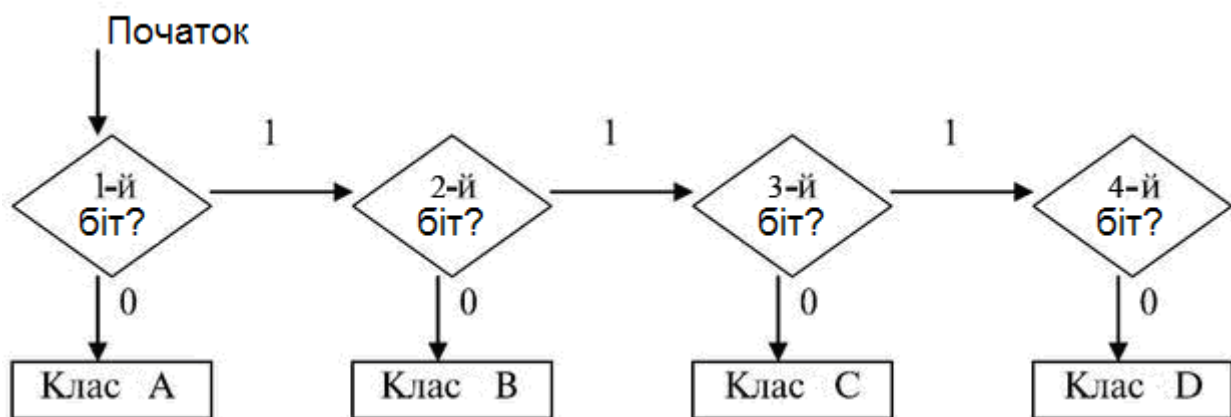 Початок
1 1 1
1-й біт? 2-й біт? 3-й біт? 4-й біт?
0 0 0 0
Клас A Клас B Клас C Клас D